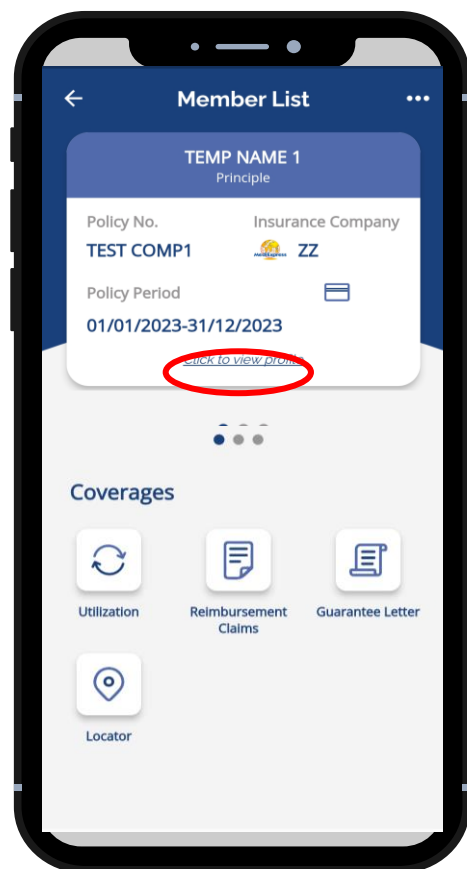 Member List
TEMP NAME 1
Principle
Policy No. Insurance Company
TEST COMP1 ZZ
Policy Period
01/01/2023-31/12/2023
Click to view profile
Coverages
Utilization Reimbursement Claims Guarantee Letter
Locator